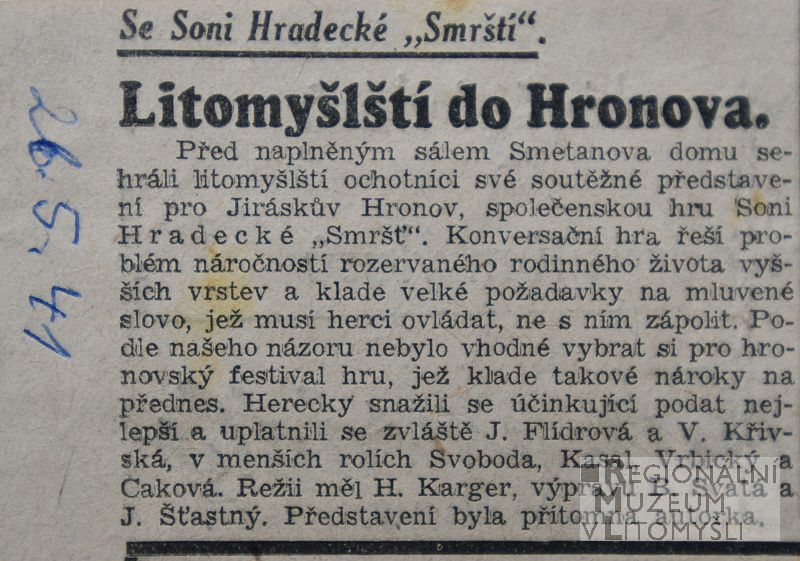 Se Soni Hradecké „Smrští".
Litomyšlští do Hronova.
Před naplněným sálem Smetanova domu se-
hráli litomyšlští ochotníci své soutěžné představe-
ní pro Jiráskův Hronov, společenskou hru Soni
Hradecké „Smršť". Konversační hra řeší pro-
blém náročností rozervaného rodinného života vyš-
ších vrstev a klade velké požadavky na mluvené
slovo, jež musí herci ovládat, ne s ním zápolit. Po-
dle našeho názoru nebylo vhodné vybrat si pro hro-
novský festival hru, jež klade takové nároky na
přednes. Herecky snažili se účinkující podat nej-
lepší a uplatnili se zvláště J. Flídrová a V. Křiv-
ská, v menších rolích Svoboda, Kasal, Vrbický a
Caková. Režii měl H. Karger, výpravu B. Svatá a
J. Šťastný. Představení byla přítomna autorka.
26. 5. 41
REGIONÁLNÍ
MUZEUM
V LITOMYŠLI